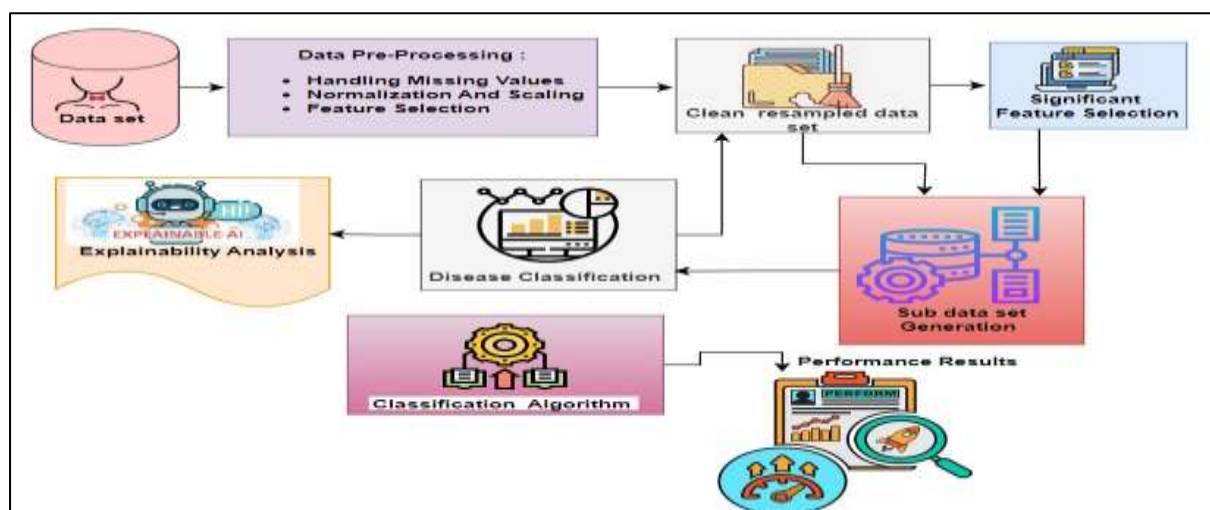 Data set
Data Pre-Processing :
• Handling Missing Values
• Normalization And Scaling
• Feature Selection
Clean resampled data
set
Significant
Feature Selection
EXPLAINABLE AI
Explainability Analysis
Disease Classification
Sub data set
Generation
Classification Algorithm
Performance Results
PERFORM